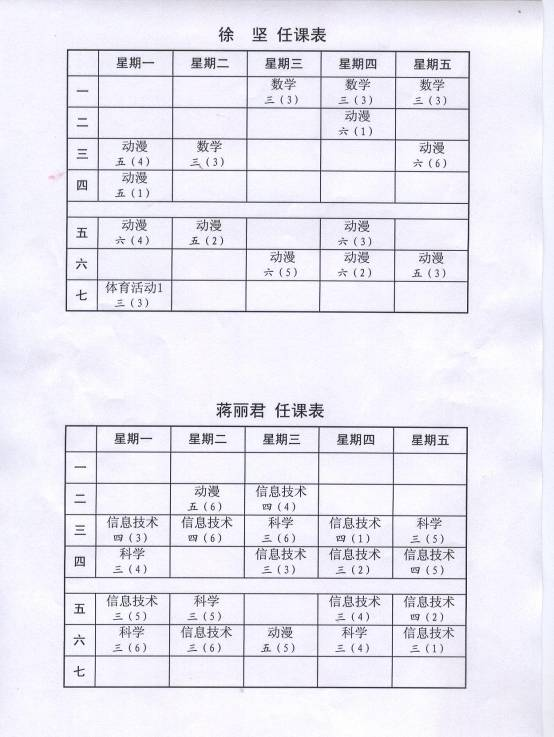 徐 坚 任课表
星期一 星期二 星期三 星期四 星期五
一 数学 数学 数学
三（3） 三（3） 三（3）
二 动漫
六（1）
三 动漫 数学 动漫
五（4） 三（3） 六（6）
四 动漫
五（1）
五 动漫 动漫 动漫
六（4） 五（2） 六（3）
六 动漫 动漫 动漫
六（5） 六（2） 五（3）
七 体育活动1
三（3）
蒋丽君 任课表
星期一 星期二 星期三 星期四 星期五
一
二 动漫 信息技术
五（6） 四（4）
三 信息技术 信息技术 科学 信息技术 科学
四（3） 四（6） 三（6） 四（1） 三（5）
四 科学 信息技术 信息技术 信息技术
三（4） 三（3） 三（2） 四（5）
五 信息技术 科学 信息技术 信息技术
三（5） 三（5） 三（4） 四（2）
六 科学 信息技术 动漫 科学 信息技术
三（6） 三（6） 五（5） 三（4） 三（1）
七